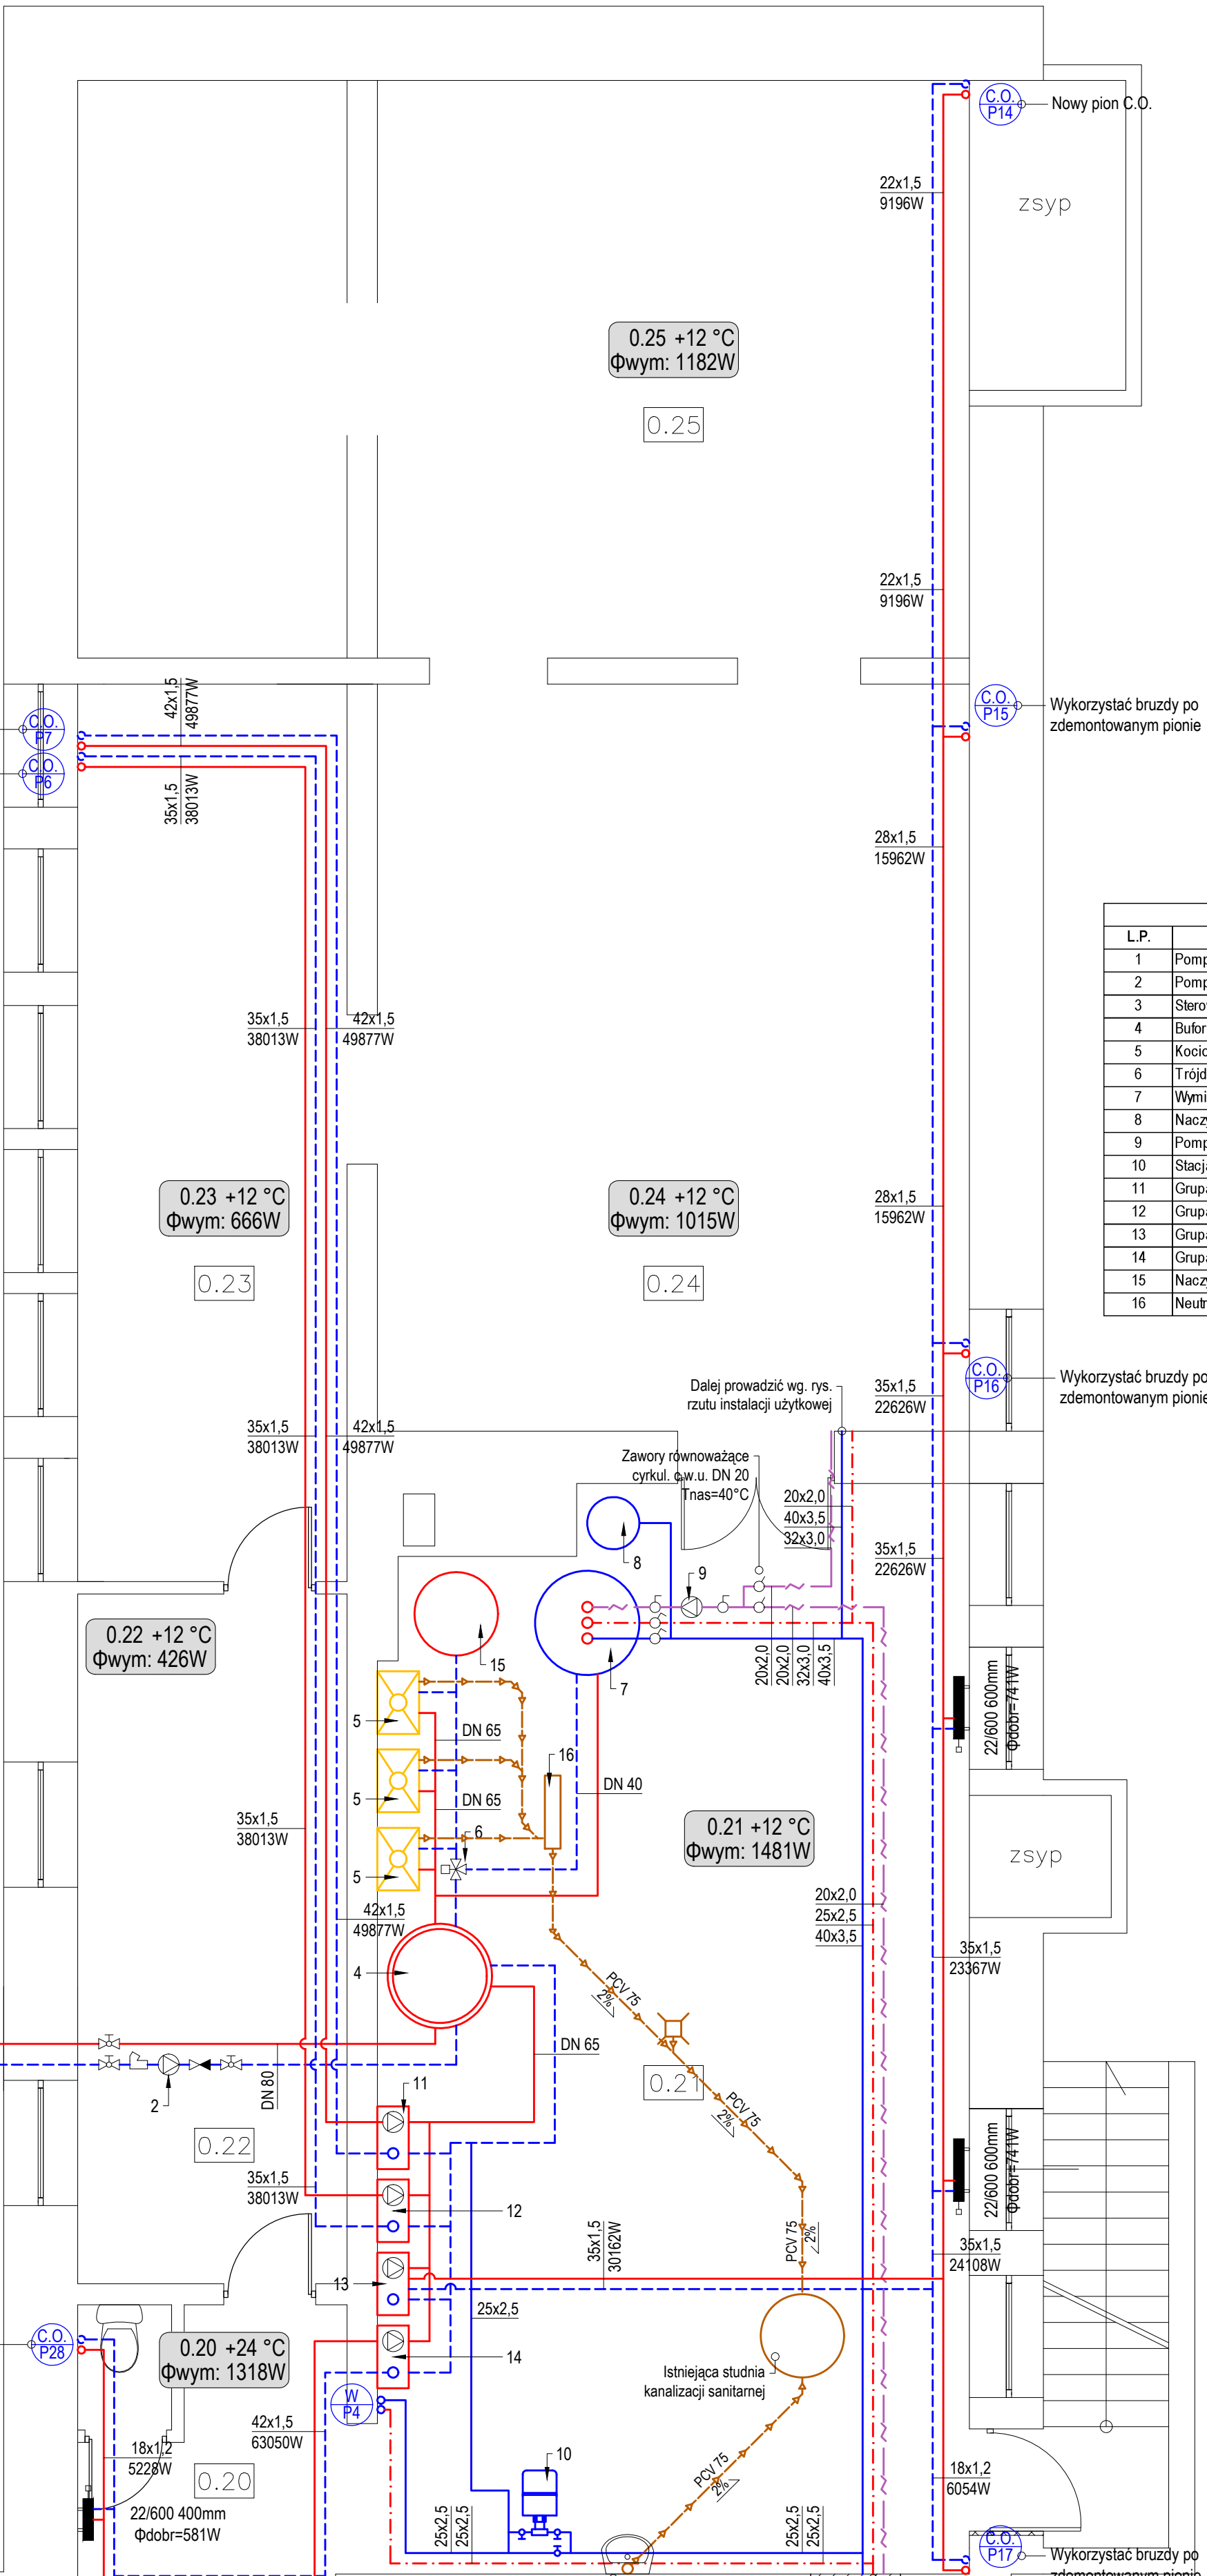 C.O.
P14
Nowy pion C.O.
22x1,5
9196W
zsyp
0.25 +12 °C
Φwym: 1182W
0.25
22x1,5
9196W
42x1,5
49877W
C.O.
P7
C.O.
P6
35x1,5
38013W
C.O.
P15
Wykorzystać bruzdy po
zdemontowanym pionie
28x1,5
15962W
L.P.
1
2
3
4
5
6
7
8
9
10
11
12
13
14
15
16
35x1,5
38013W
42x1,5
49877W
0.23 +12 °C
Φwym: 666W
0.23
0.24 +12 °C
Φwym: 1015W
0.24
28x1,5
15962W
C.O.
P16
Wykorzystać bruzdy po
zdemontowanym
Dalej prowadzić wg. rys.
rzutu instalacji użytkowej
35x1,5
22626W
35x1,5
38013W
42x1,5
49877W
Zawory równoważące
cyrkul. c.w.u. DN 20
Tnas=40°C
20x2,0
40x3,5
32x3,0
8
9
35x1,5
22626W
0.22 +12 °C
Φwym: 426W
15
7
20x2,0
20x2,0
32x3,0
40x3,5
22/600 600mm
Φdobr=741W
5
DN 65
16
DN 40
5
DN 65
6
5
35x1,5
38013W
0.21 +12 °C
Φwym: 1481W
zsyp
42x1,5
49877W
20x2,0
25x2,5
40x3,5
35x1,5
23367W
4
PCV 75
2%
DN 65
DN 80
2
11
0.21
PCV 75
2%
0.22
22/600 600mm
Φdobr=741W
35x1,5
38013W
12
35x1,5
30162W
PCV 75
2%
35x1,5
24108W
13
25x2,5
C.O.
P28
0.20 +24 °C
Φwym: 1318W
14
Istniejąca studnia
kanalizacji sanitarnej
W
P4
42x1,5
63050W
18x1,2
5228W
0.20
10
PCV 75
2%
18x1,2
6054W
22/600 400mm
Φdobr=581W
25x2,5
25x2,5
25x2,5
25x2,5
C.O.
P17
Wykorzystać bruzdy po